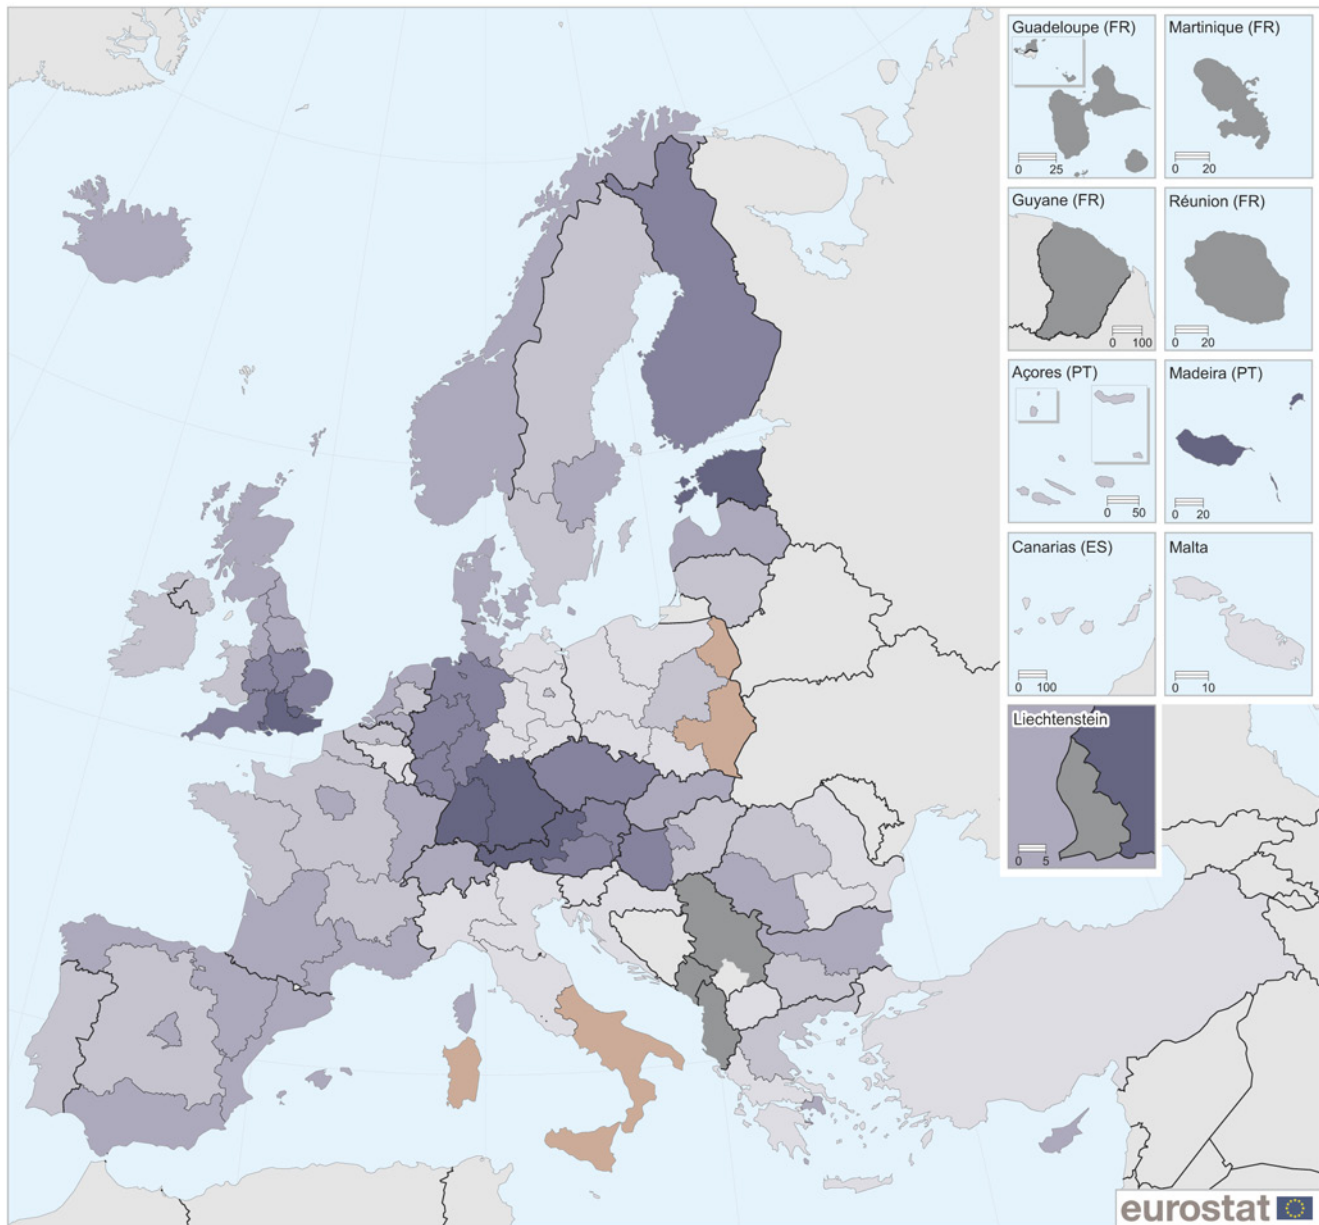 Guadeloupe (FR)
0 25
Martinique (FR)
0 20
Guyane (FR)
0 100
Réunion (FR)
0 20
Açores (PT)
0 50
Madeira (PT)
0 20
Canarias (ES)
0 100
Malta
0 10
Liechtenstein
0 5
eurostat